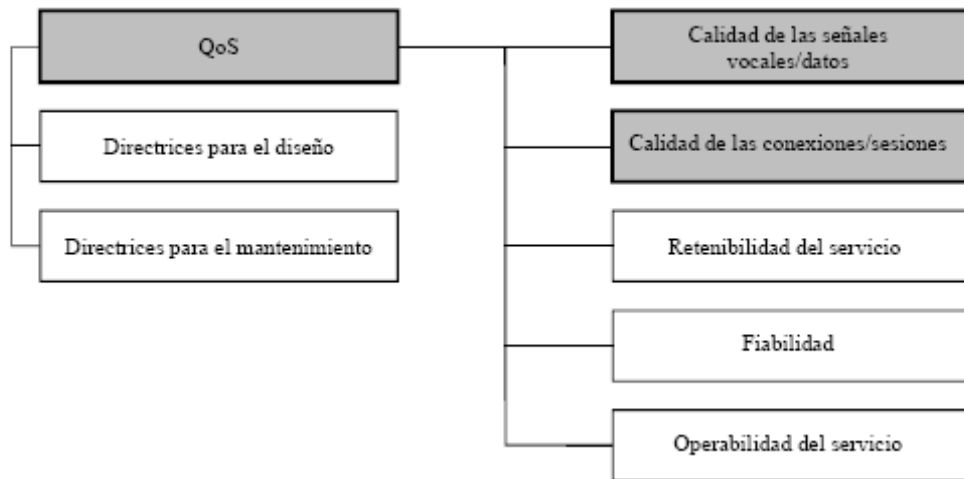 QoS
Directrices para el diseño
Directrices para el mantenimiento
Calidad de las señales
vocales/datos
Calidad de las conexiones/sesiones
Retenibilidad del servicio
Fiabilidad
Operabilidad del servicio